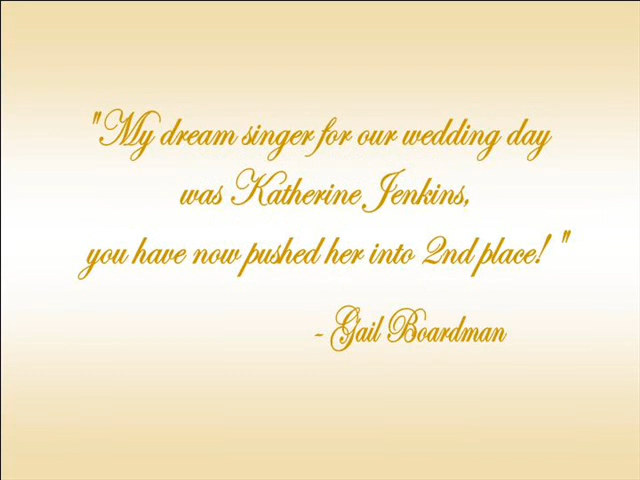 "My dream singer for our wedding day
was Katherine Jenkins,
you have now pushed her into 2nd place! "
- Gail Boardman